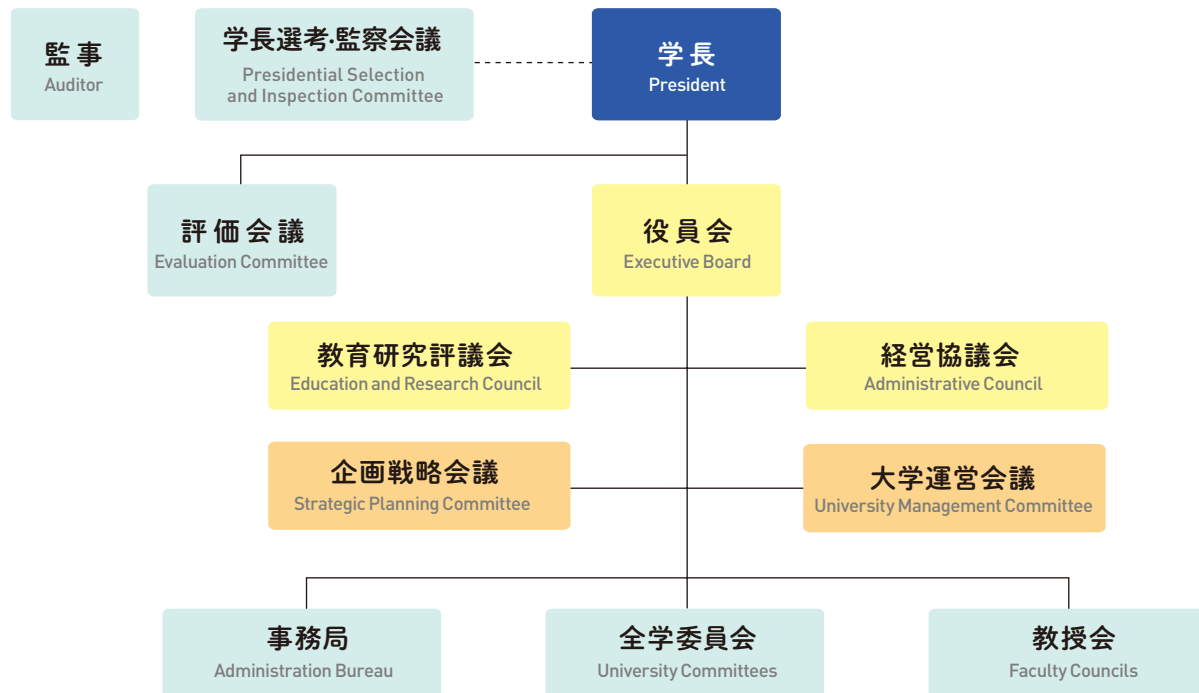 監事
Auditor
学長選考・監察会議
Presidential Selection
and Inspection Committee
学長
President
評価会議
Evaluation Committee
役員会
Executive Board
教育研究評議会
Education and Research Council
経営協議会
Administrative Council
企画戦略会議
Strategic Planning Committee
大学運営会議
University Management Committee
事務局
Administration Bureau
全学委員会
University Committees
教授会
Faculty Councils